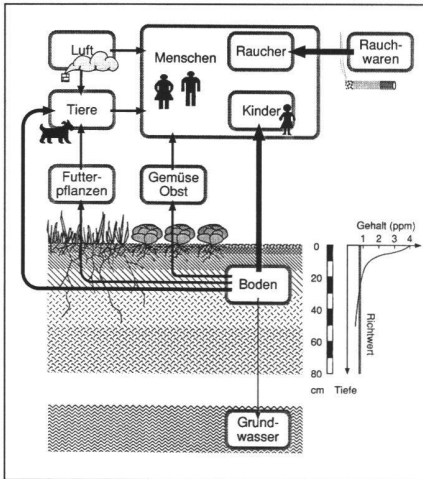 Luft
Menschen
Raucher
Rauch-
waren
Tiere
Kinder
Futter-
pflanzen
Gemüse
Obst
Gehalt (ppm)
1 2 3 4
0
20
40
60
80
Boden
Richtwert
cm Tiefe
Grund-
wasser